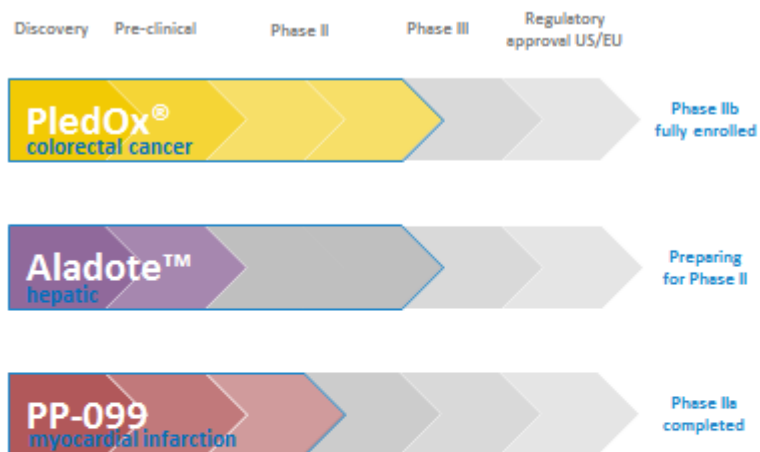 Discovery Pre-clinical Phase II Phase III Regulatory approval US/EU
PledOx®
colorectal cancer
Phase IIb
fully enrolled
Aladote™
hepatic
Preparing
for Phase II
PP-099
myocardial infarction
Phase IIa
completed